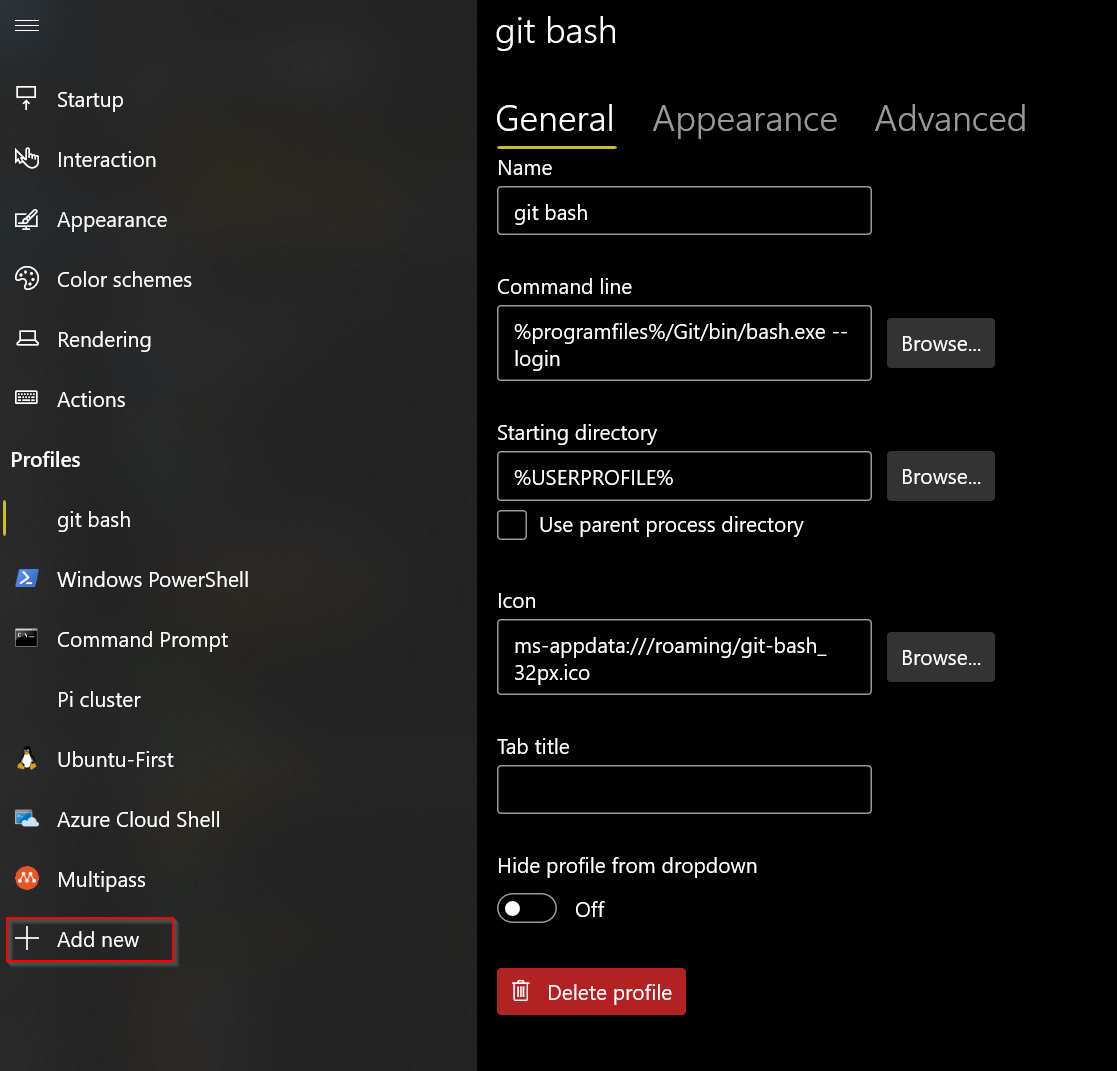 Startup
Interaction
Appearance
Color schemes
Rendering
Actions
Profiles
git bash
Windows PowerShell
Command Prompt
Pi cluster
Ubuntu-First
Azure Cloud Shell
Multipass
Add new
git bash
General Appearance Advanced
Name
git bash
Command line
%programfiles%/Git/bin/bash.exe --
login
Browse...
Starting directory
%USERPROFILE%
Browse...
Use parent process directory
Icon
ms-appdata:///roaming/git-bash_
32px.ico
Browse...
Tab title
Hide profile from dropdown
Off
Delete profile